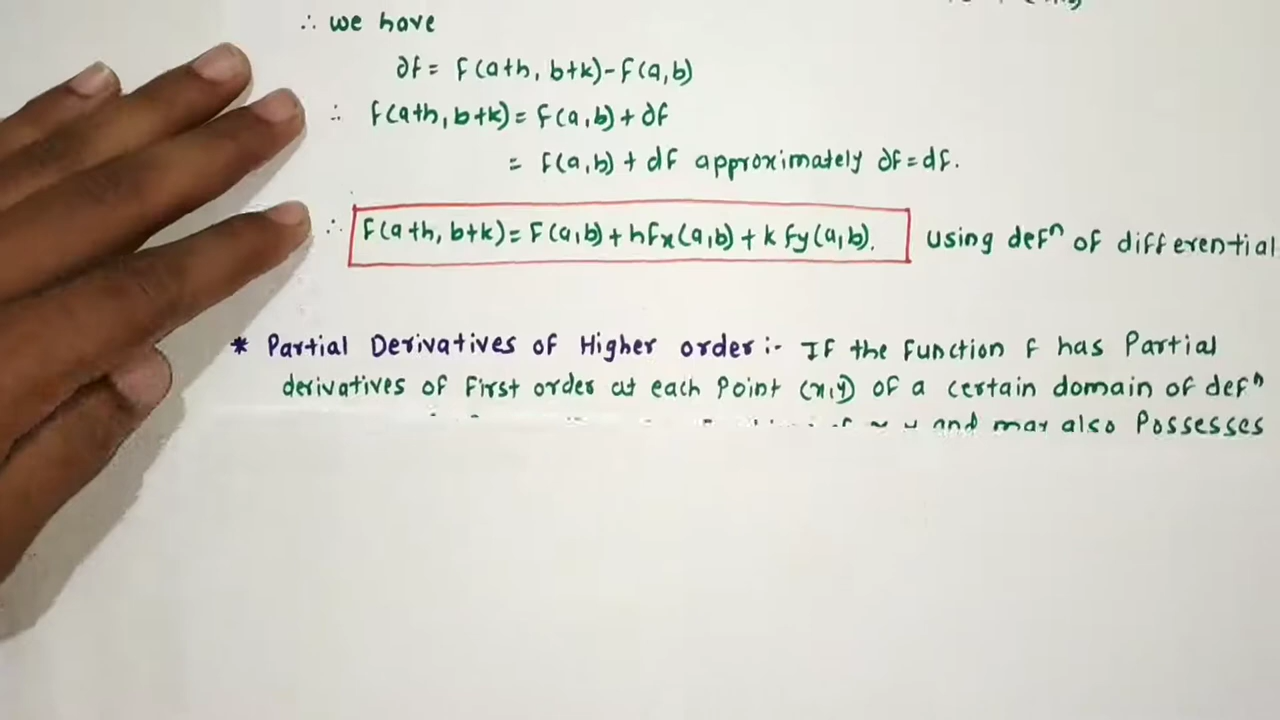 ∴ we have
∂f = f(a+h, b+k)-f(a,b)
∴ f(a+h, b+k) = f(a,b) + ∂f
= f(a,b) + df approximately ∂f = df.
∴ f(a+h, b+k) = f(a,b) + hfx(a,b) + k fy(a,b). using defⁿ of differential
* Partial Derivatives of Higher order :- If the function f has Partial
derivatives of First order at each Point (x,y) of a certain domain of defⁿ
and may also Possesses